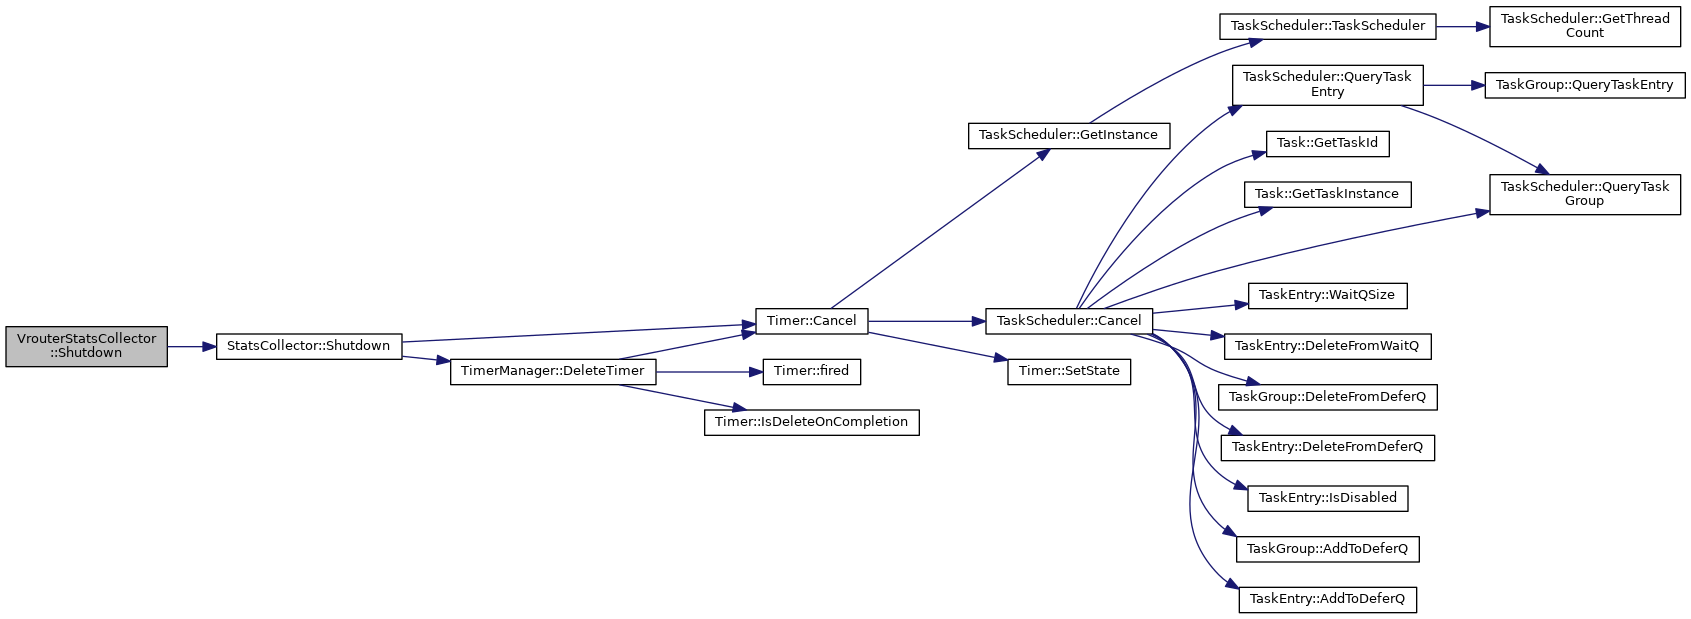 VrouterStatsCollector
::Shutdown
StatsCollector::Shutdown
TimerManager::DeleteTimer
Timer::Cancel
Timer::fired
Timer::IsDeleteOnCompletion
TaskScheduler::GetInstance
TaskScheduler::Cancel
Timer::SetState
TaskScheduler::TaskScheduler
TaskScheduler::QueryTask
Entry
Task::GetTaskId
Task::GetTaskInstance
TaskEntry::WaitQSize
TaskEntry::DeleteFromWaitQ
TaskGroup::DeleteFromDeferQ
TaskEntry::DeleteFromDeferQ
TaskEntry::IsDisabled
TaskGroup::AddToDeferQ
TaskEntry::AddToDeferQ
TaskScheduler::GetThread
Count
TaskGroup::QueryTaskEntry
TaskScheduler::QueryTask
Group